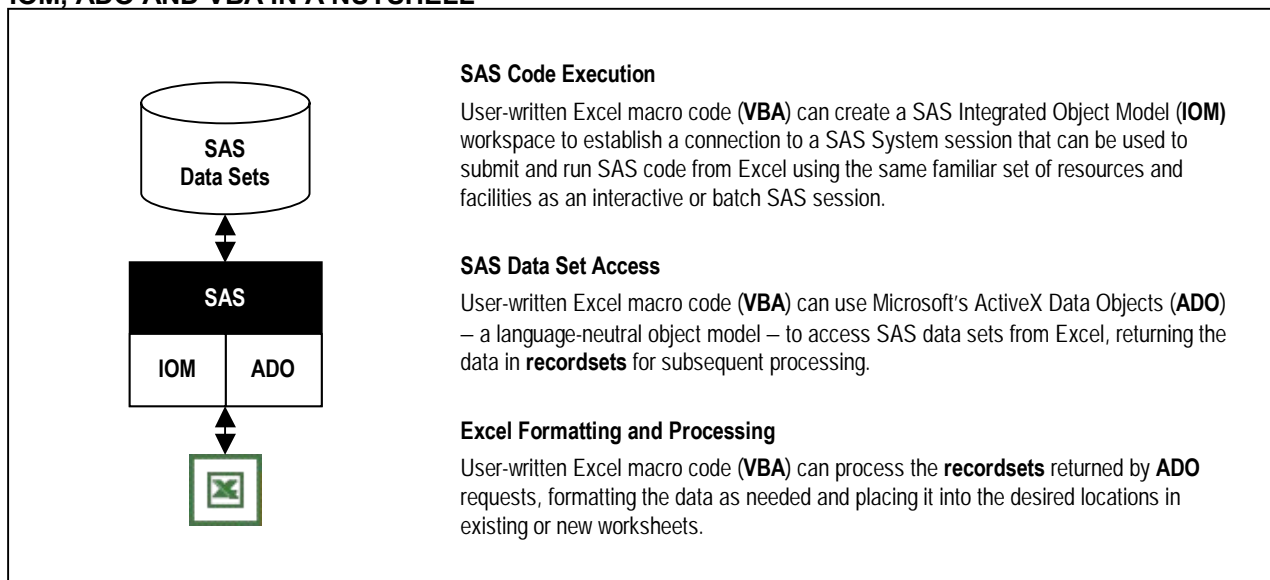 IOM, ADO AND VBA IN A NUTSHELL
SAS
Data Sets
SAS
IOM
ADO
SAS Code Execution
User-written Excel macro code (VBA) can create a SAS Integrated Object Model (IOM)
workspace to establish a connection to a SAS System session that can be used to
submit and run SAS code from Excel using the same familiar set of resources and
facilities as an interactive or batch SAS session.
SAS Data Set Access
User-written Excel macro code (VBA) can use Microsoft's ActiveX Data Objects (ADO)
– a language-neutral object model – to access SAS data sets from Excel, returning the
data in recordsets for subsequent processing.
Excel Formatting and Processing
User-written Excel macro code (VBA) can process the recordsets returned by ADO
requests, formatting the data as needed and placing it into the desired locations in
existing or new worksheets.